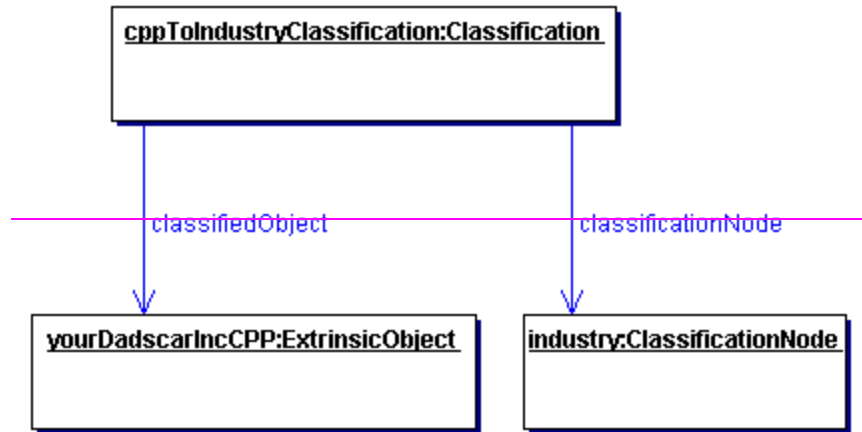 cppToIndustryClassification:Classification
classifiedObject
classificationNode
yourDadscarIncCPP:ExtrinsicObject
industry:ClassificationNode